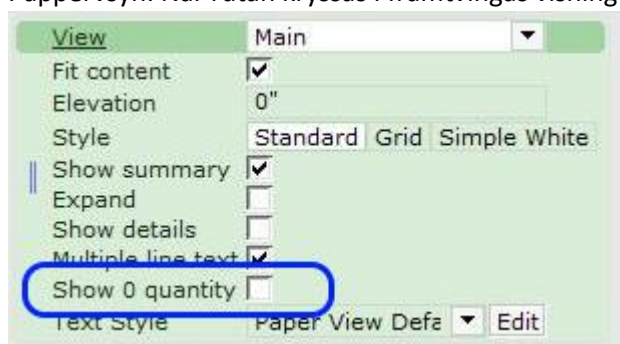 View Main
Fit content
Elevation 0"
Style Standard Grid Simple White
Show summary
Expand
Show details
Multiple line text
Show 0 quantity
Text Style Paper View Defa Edit